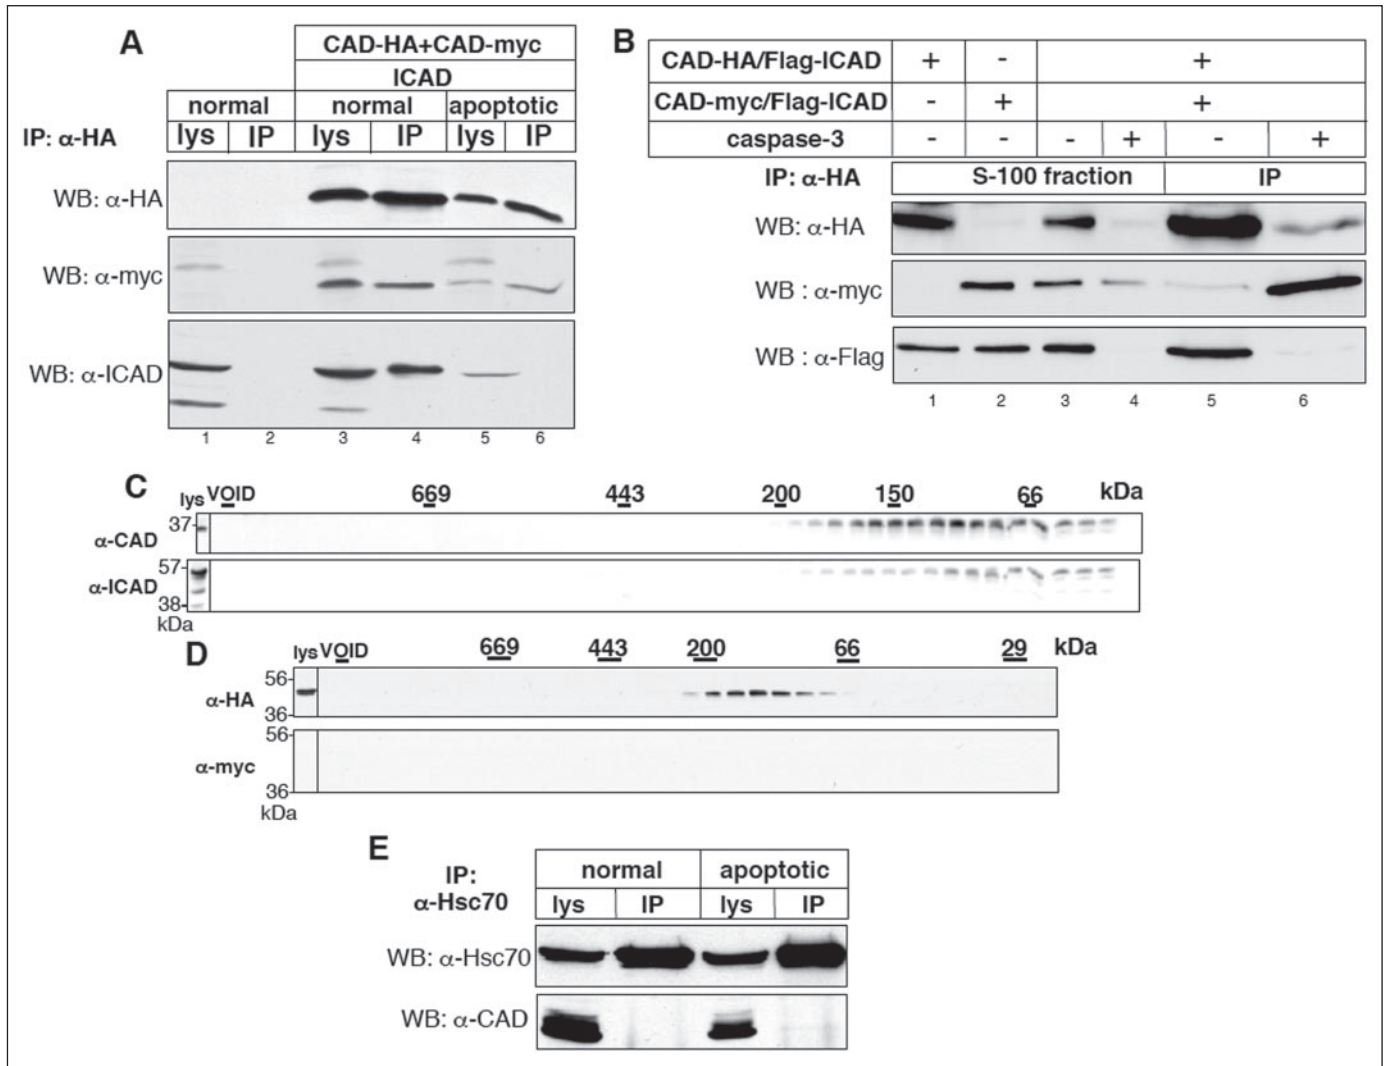 A
CAD-HA+CAD-myc
ICAD
normal normal apoptotic
IP: α-HA lys IP lys IP lys IP
WB: α-HA
WB: α-myc
WB: α-ICAD
1 2 3 4 5 6
B
CAD-HA/Flag-ICAD + - +
CAD-myc/Flag-ICAD - + +
caspase-3 - - - + - +
IP: α-HA S-100 fraction IP
WB: α-HA
WB : α-myc
WB : α-Flag
1 2 3 4 5 6
C
lys VOID 669 443 200 150 66 kDa
37-
α-CAD
57-
α-ICAD
38-
kDa
D
lys VOID 669 443 200 66 29 kDa
56-
α-HA
36-
56-
α-myc
36-
kDa
E
IP: normal apoptotic
α-Hsc70 lys IP lys IP
WB: α-Hsc70
WB: α-CAD